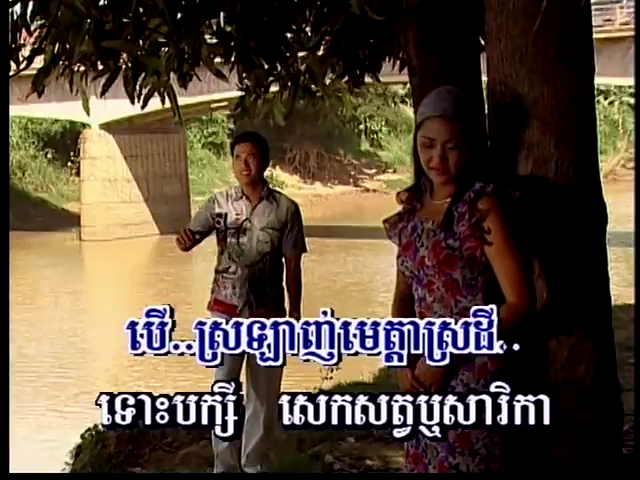 បើ..ស្រឡាញ់មេត្តាស្រដី..
ទោះបក្សី សេកសត្វឬសារិកា